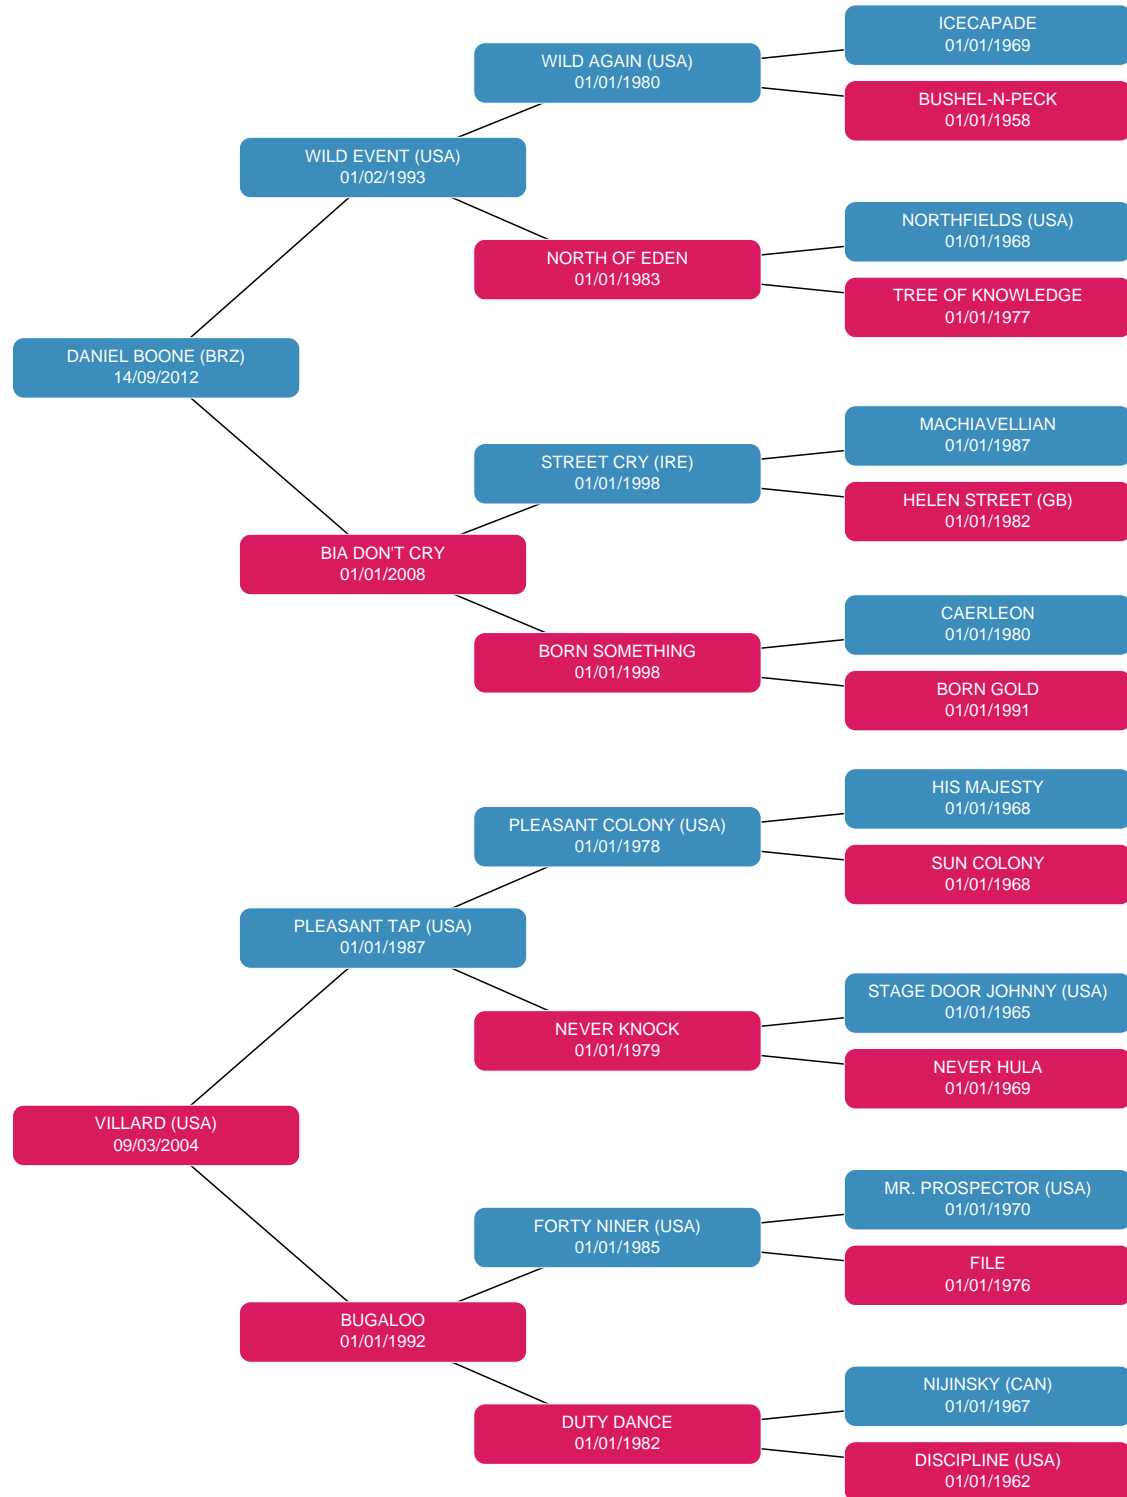 ICECAPADE
01/01/1969
WILD AGAIN (USA)
01/01/1980
BUSHEL-N-PECK
01/01/1958
WILD EVENT (USA)
01/02/1993
NORTHFIELDS (USA)
01/01/1968
NORTH OF EDEN
01/01/1983
TREE OF KNOWLEDGE
01/01/1977
DANIEL BOONE (BRZ)
14/09/2012
MACHIAVELLIAN
01/01/1987
STREET CRY (IRE)
01/01/1998
HELEN STREET (GB)
01/01/1982
BIA DON'T CRY
01/01/2008
CAERLEON
01/01/1980
BORN SOMETHING
01/01/1998
BORN GOLD
01/01/1991
HIS MAJESTY
01/01/1968
PLEASANT COLONY (USA)
01/01/1978
SUN COLONY
01/01/1968
PLEASANT TAP (USA)
01/01/1987
STAGE DOOR JOHNNY (USA)
01/01/1965
NEVER KNOCK
01/01/1979
NEVER HULA
01/01/1969
VILLARD (USA)
09/03/2004
MR. PROSPECTOR (USA)
01/01/1970
FORTY NINER (USA)
01/01/1985
FILE
01/01/1976
BUGALOO
01/01/1992
NIJINSKY (CAN)
01/01/1967
DUTY DANCE
01/01/1982
DISCIPLINE (USA)
01/01/1962